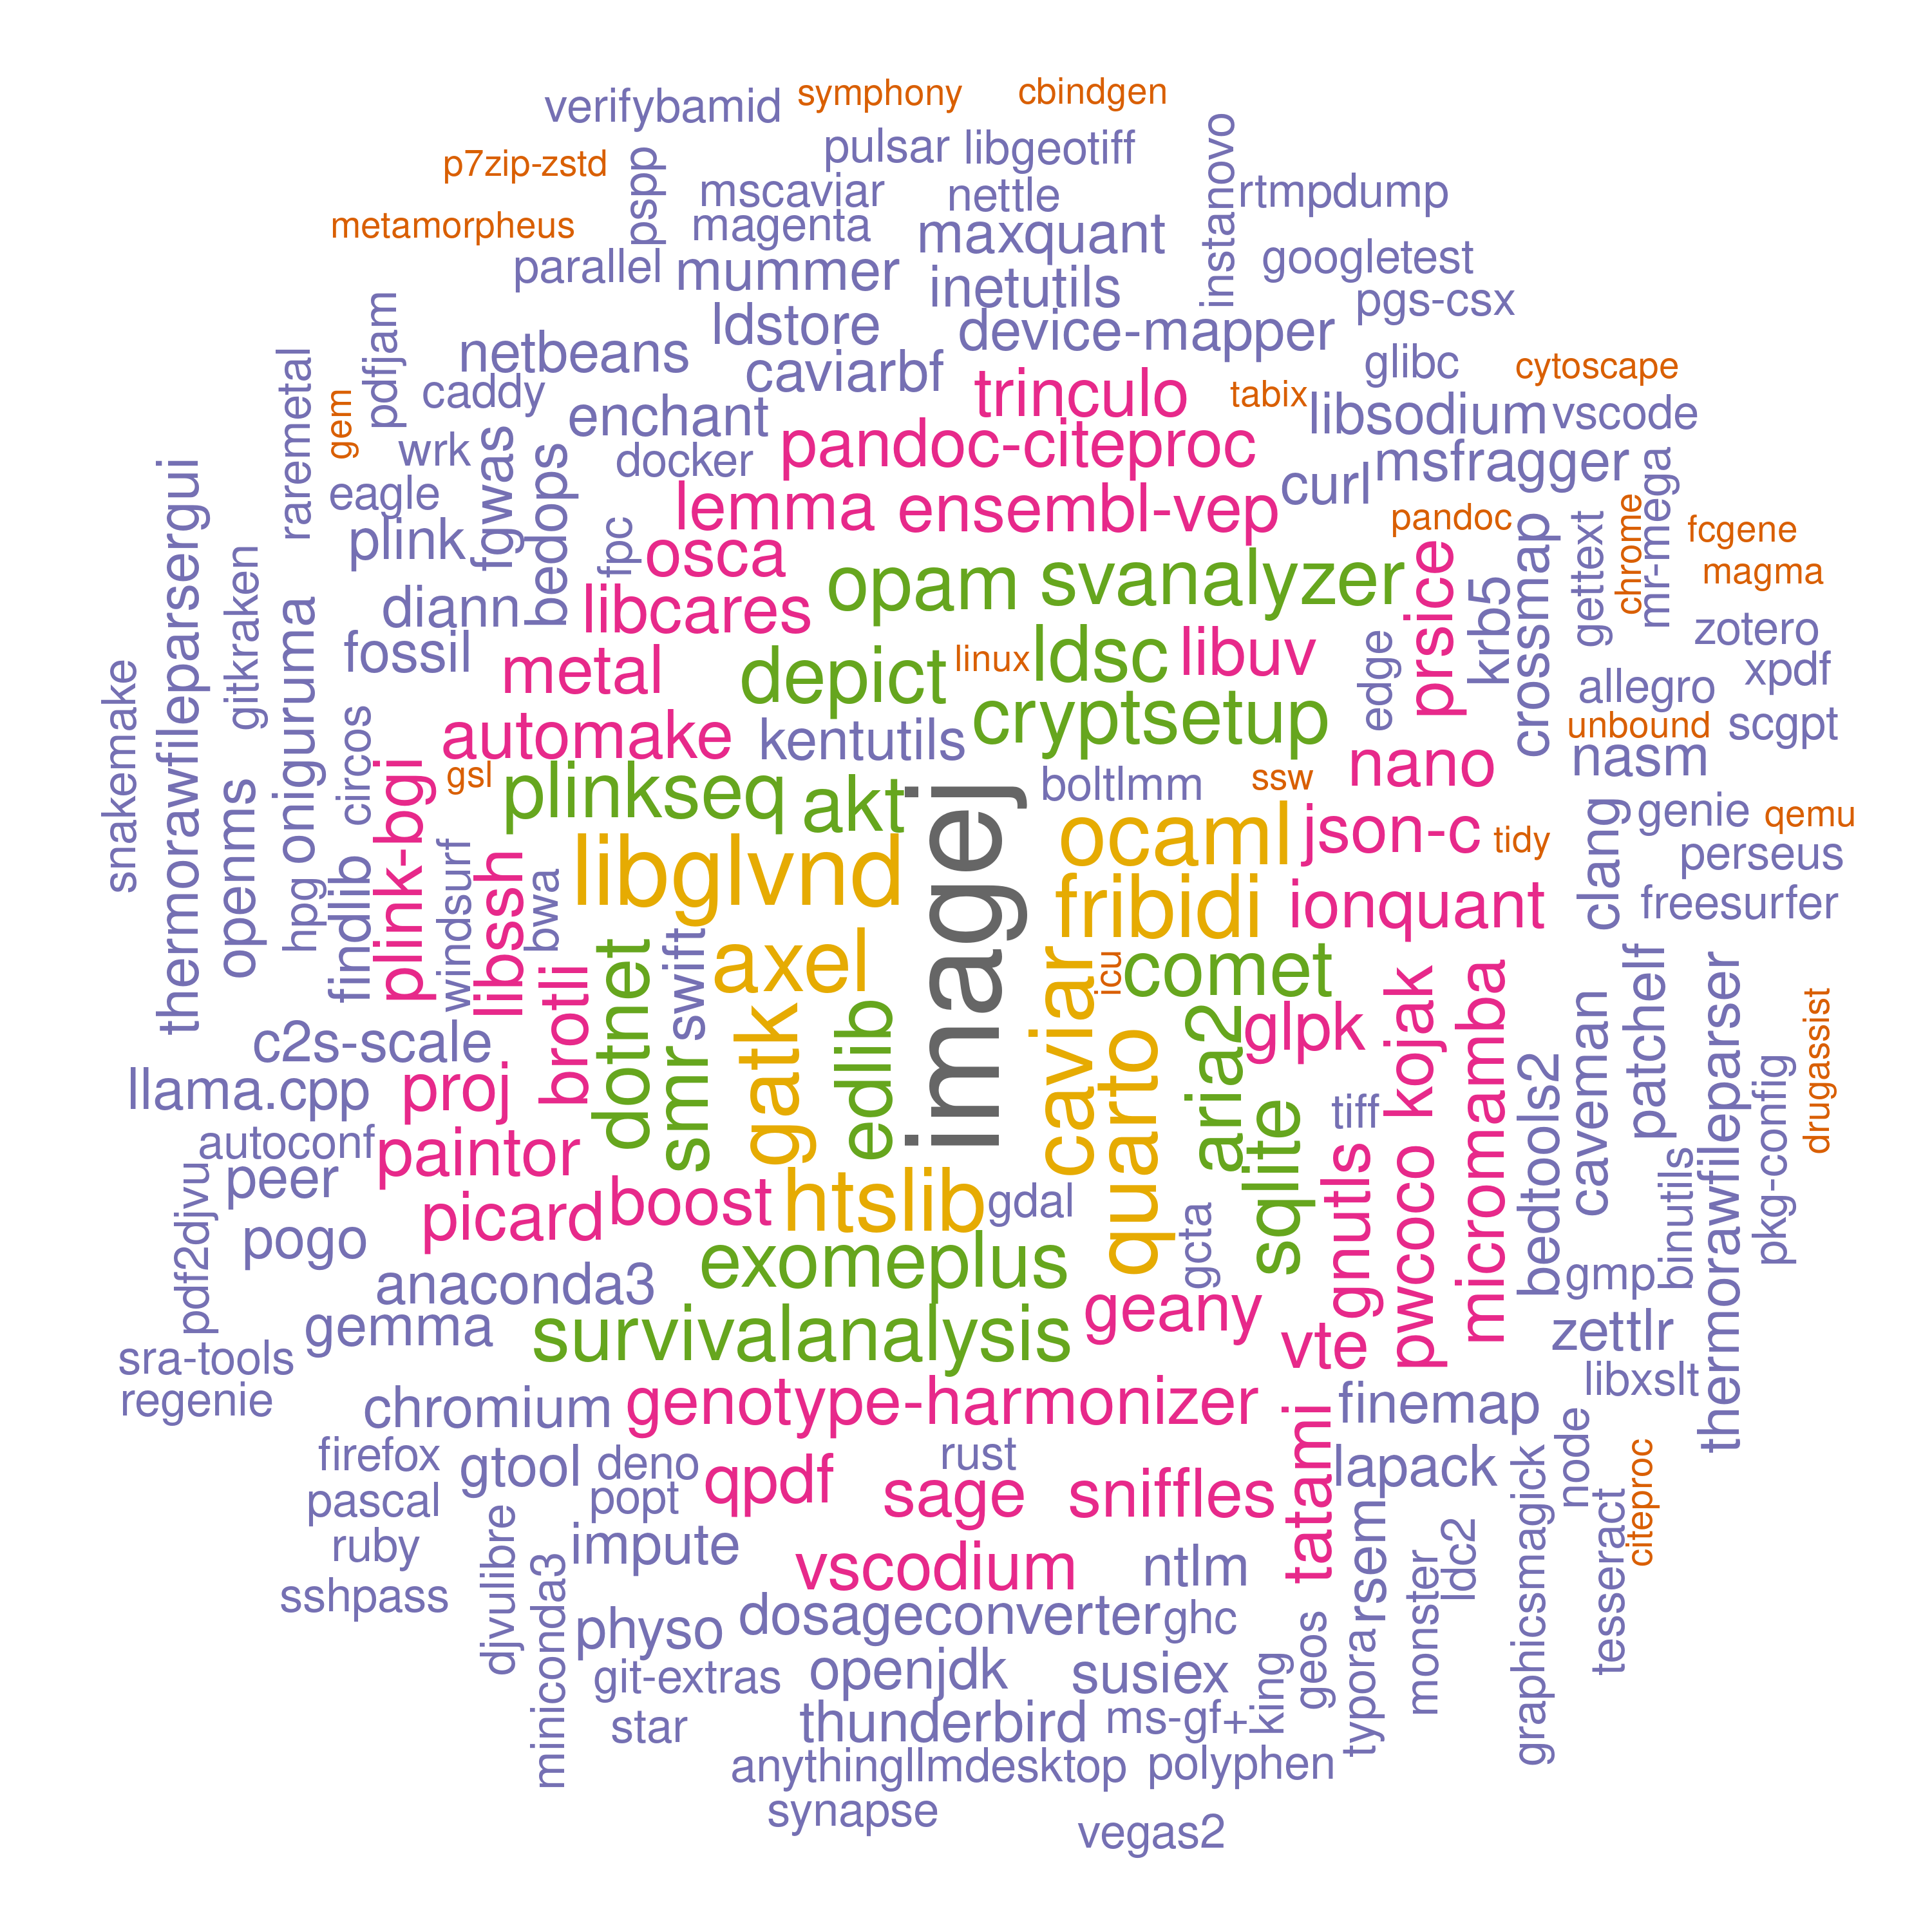 verifybamid
symphony
cbindgen
pulsar
libgeotiff
instanovo
p7zip-zstd
pspp
mscaviar
nettle
rtmpdump
metamorpheus
magenta
maxquant
googletest
parallel
mummer
inetutils
pgs-csx
pdfjam
ldstore
device-mapper
raremetal
netbeans
caviarbf
glibc
cytoscape
gem
caddy
enchant
trinculo
tabix
libsodium
vscode
wrk
fgwas
bedops
docker
pandoc-citeproc
curl
msfragger
mr-mega
thermorawfileparsergui
eagle
lemma
ensembl-vep
pandoc
chrome
fcgene
plink
fpc
osca
svanalyzer
prsice
crossmap
gettext
magma
gitkraken
diann
libcares
opam
krb5
zotero
oniguruma
fossil
metal
depict
linux
ldsc
libuv
edge
allegro
xpdf
snakemake
circos
automake
kentutils
cryptsetup
unbound
scgpt
openms
plink-bgi
gsl
plinkseq
akt
imagej
boltlmm
ssw
nano
nasm
hpg
findlib
windsurf
libssh
bwa
libglvnd
ocaml
json-c
tidy
clang
genie
qemu
perseus
brotli
dotnet
swift
axel
fribidi
ionquant
freesurfer
c2s-scale
gatk
edlib
caviar
icu
comet
kojak
micromamba
patchelf
thermorawfileparser
drugassist
llama.cpp
proj
smr
quarto
aria2
glpk
tiff
bedtools2
caveman
pkg-config
autoconf
paintor
sqlite
gnutls
pwcoco
binutils
pdf2djvu
peer
picard
boost
htslib
gdal
gcta
pogo
exomeplus
gmp
anaconda3
geany
gemma
survivalanalysis
vte
zettlr
sra-tools
regenie
chromium
genotype-harmonizer
tatami
finemap
libxslt
firefox
gtool
deno
rust
lapack
graphicsmagick
node
citeproc
pascal
popt
qpdf
sage
sniffles
tesseract
ruby
djvulibre
impute
vscodium
ntlm
rsem
ldc2
sshpass
miniconda3
physo
dosageconverter
ghc
geos
typora
monster
git-extras
openjdk
susiex
king
star
thunderbird
ms-gf+
anythingllmdesktop
polyphen
synapse
vegas2